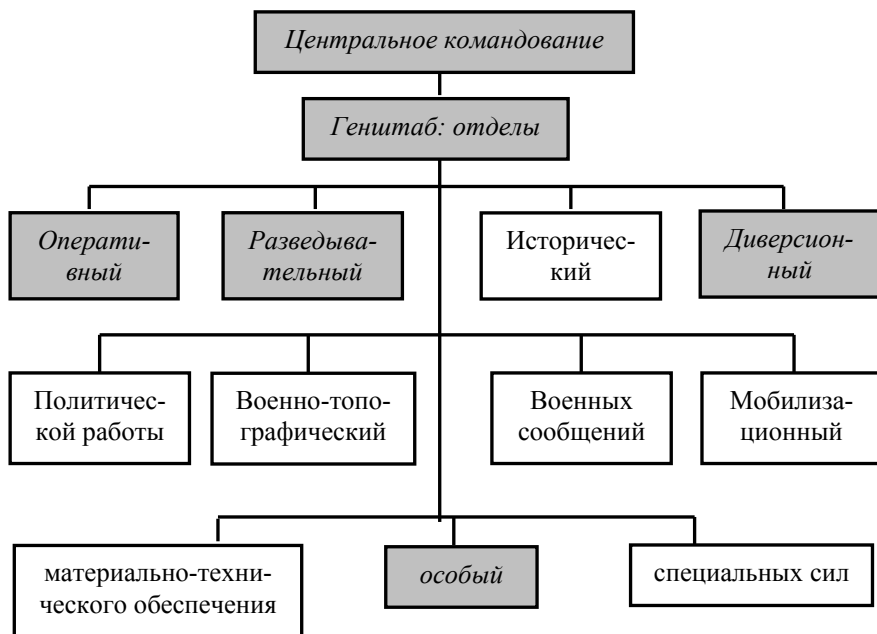 Центральное командование
Генштаб: отделы
Операти-
вный
Разведыва-
тельный
Историчес-
кий
Диверсион-
ный
Политичес-
кой работы
Военно-топо-
графический
Военных
сообщений
Мобилиза-
ционный
материально-техни-
ческого обеспечения
особый
специальных сил